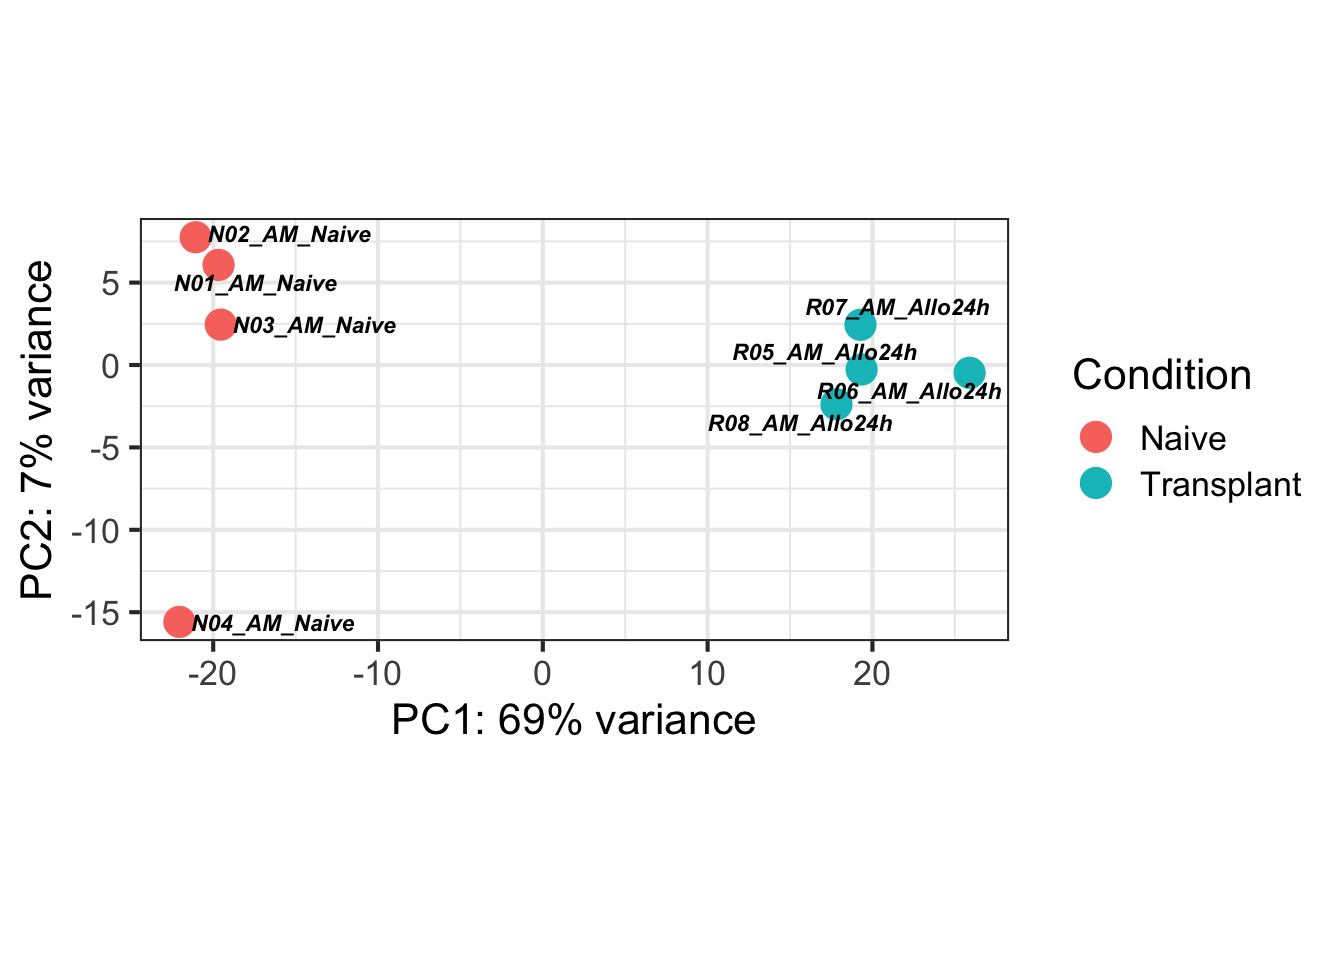 N02_AM_Naive
N01_AM_Naive
N03_AM_Naive
R07_AM_Allo24h
R05_AM_Allo24h
R06_AM_Allo24h
R08_AM_Allo24h
N04_AM_Naive
5
0
-5
-10
-15
PC2: 7% variance
-20
-10
0
10
20
PC1: 69% variance
Condition
Naive
Transplant